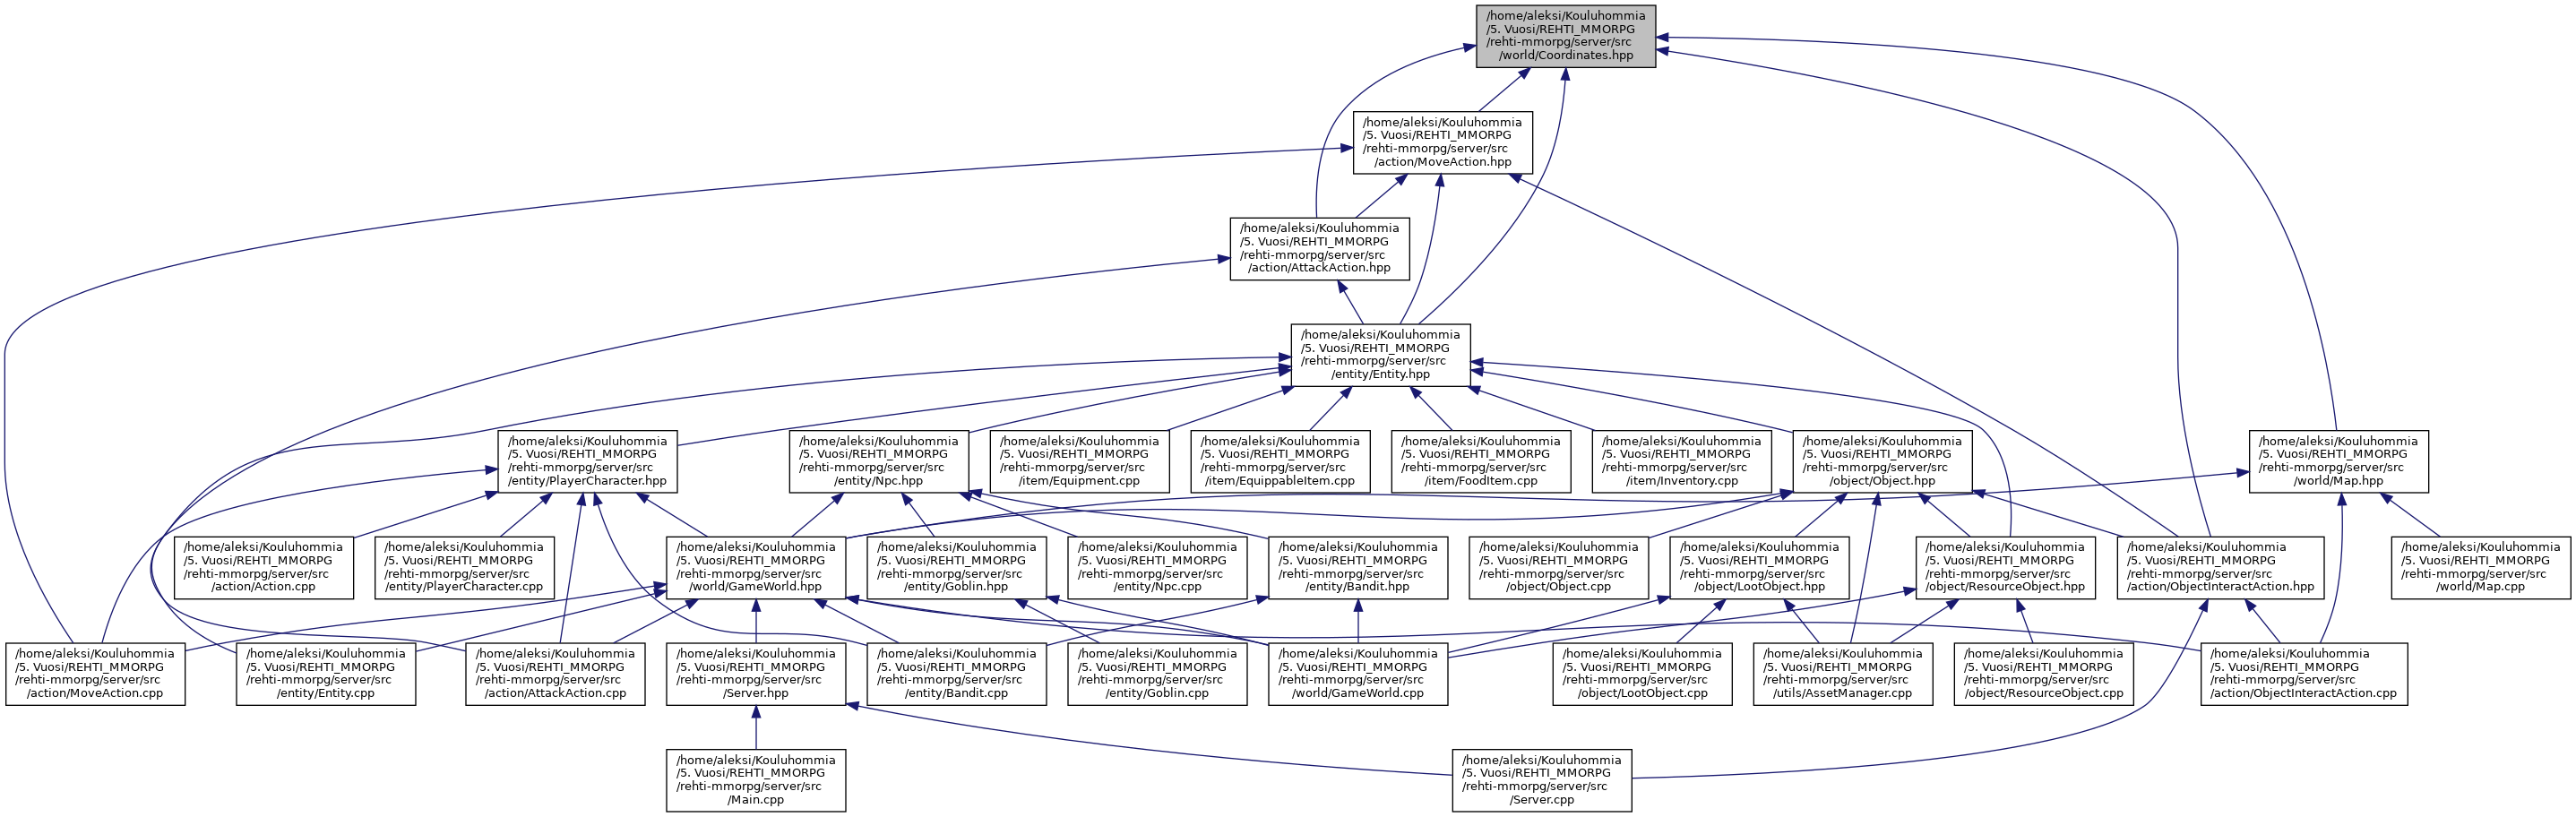 /home/aleksi/Kouluhommia
/5. Vuosi/REHTI_MMORPG
/rehti-mmorpg/server/src
/world/Coordinates.hpp
/home/aleksi/Kouluhommia
/5. Vuosi/REHTI_MMORPG
/rehti-mmorpg/server/src
/action/MoveAction.hpp
/home/aleksi/Kouluhommia
/5. Vuosi/REHTI_MMORPG
/rehti-mmorpg/server/src
/action/AttackAction.hpp
/home/aleksi/Kouluhommia
/5. Vuosi/REHTI_MMORPG
/rehti-mmorpg/server/src
/entity/Entity.hpp
/home/aleksi/Kouluhommia
/5. Vuosi/REHTI_MMORPG
/rehti-mmorpg/server/src
/entity/PlayerCharacter.hpp
/home/aleksi/Kouluhommia
/5. Vuosi/REHTI_MMORPG
/rehti-mmorpg/server/src
/entity/Npc.hpp
/home/aleksi/Kouluhommia
/5. Vuosi/REHTI_MMORPG
/rehti-mmorpg/server/src
/item/Equipment.cpp
/home/aleksi/Kouluhommia
/5. Vuosi/REHTI_MMORPG
/rehti-mmorpg/server/src
/item/EquippableItem.cpp
/home/aleksi/Kouluhommia
/5. Vuosi/REHTI_MMORPG
/rehti-mmorpg/server/src
/item/FoodItem.cpp
/home/aleksi/Kouluhommia
/5. Vuosi/REHTI_MMORPG
/rehti-mmorpg/server/src
/item/Inventory.cpp
/home/aleksi/Kouluhommia
/5. Vuosi/REHTI_MMORPG
/rehti-mmorpg/server/src
/object/Object.hpp
/home/aleksi/Kouluhommia
/5. Vuosi/REHTI_MMORPG
/rehti-mmorpg/server/src
/world/Map.hpp
/home/aleksi/Kouluhommia
/5. Vuosi/REHTI_MMORPG
/rehti-mmorpg/server/src
/action/Action.cpp
/home/aleksi/Kouluhommia
/5. Vuosi/REHTI_MMORPG
/rehti-mmorpg/server/src
/entity/PlayerCharacter.cpp
/home/aleksi/Kouluhommia
/5. Vuosi/REHTI_MMORPG
/rehti-mmorpg/server/src
/world/GameWorld.hpp
/home/aleksi/Kouluhommia
/5. Vuosi/REHTI_MMORPG
/rehti-mmorpg/server/src
/entity/Goblin.hpp
/home/aleksi/Kouluhommia
/5. Vuosi/REHTI_MMORPG
/rehti-mmorpg/server/src
/entity/Npc.cpp
/home/aleksi/Kouluhommia
/5. Vuosi/REHTI_MMORPG
/rehti-mmorpg/server/src
/entity/Bandit.hpp
/home/aleksi/Kouluhommia
/5. Vuosi/REHTI_MMORPG
/rehti-mmorpg/server/src
/object/Object.cpp
/home/aleksi/Kouluhommia
/5. Vuosi/REHTI_MMORPG
/rehti-mmorpg/server/src
/object/LootObject.hpp
/home/aleksi/Kouluhommia
/5. Vuosi/REHTI_MMORPG
/rehti-mmorpg/server/src
/object/ResourceObject.hpp
/home/aleksi/Kouluhommia
/5. Vuosi/REHTI_MMORPG
/rehti-mmorpg/server/src
/action/ObjectInteractAction.hpp
/home/aleksi/Kouluhommia
/5. Vuosi/REHTI_MMORPG
/rehti-mmorpg/server/src
/world/Map.cpp
/home/aleksi/Kouluhommia
/5. Vuosi/REHTI_MMORPG
/rehti-mmorpg/server/src
/action/MoveAction.cpp
/home/aleksi/Kouluhommia
/5. Vuosi/REHTI_MMORPG
/rehti-mmorpg/server/src
/entity/Entity.cpp
/home/aleksi/Kouluhommia
/5. Vuosi/REHTI_MMORPG
/rehti-mmorpg/server/src
/action/AttackAction.cpp
/home/aleksi/Kouluhommia
/5. Vuosi/REHTI_MMORPG
/rehti-mmorpg/server/src
/Server.hpp
/home/aleksi/Kouluhommia
/5. Vuosi/REHTI_MMORPG
/rehti-mmorpg/server/src
/entity/Bandit.cpp
/home/aleksi/Kouluhommia
/5. Vuosi/REHTI_MMORPG
/rehti-mmorpg/server/src
/entity/Goblin.cpp
/home/aleksi/Kouluhommia
/5. Vuosi/REHTI_MMORPG
/rehti-mmorpg/server/src
/world/GameWorld.cpp
/home/aleksi/Kouluhommia
/5. Vuosi/REHTI_MMORPG
/rehti-mmorpg/server/src
/object/LootObject.cpp
/home/aleksi/Kouluhommia
/5. Vuosi/REHTI_MMORPG
/rehti-mmorpg/server/src
/utils/AssetManager.cpp
/home/aleksi/Kouluhommia
/5. Vuosi/REHTI_MMORPG
/rehti-mmorpg/server/src
/object/ResourceObject.cpp
/home/aleksi/Kouluhommia
/5. Vuosi/REHTI_MMORPG
/rehti-mmorpg/server/src
/action/ObjectInteractAction.cpp
/home/aleksi/Kouluhommia
/5. Vuosi/REHTI_MMORPG
/rehti-mmorpg/server/src
/Main.cpp
/home/aleksi/Kouluhommia
/5. Vuosi/REHTI_MMORPG
/rehti-mmorpg/server/src
/Server.cpp